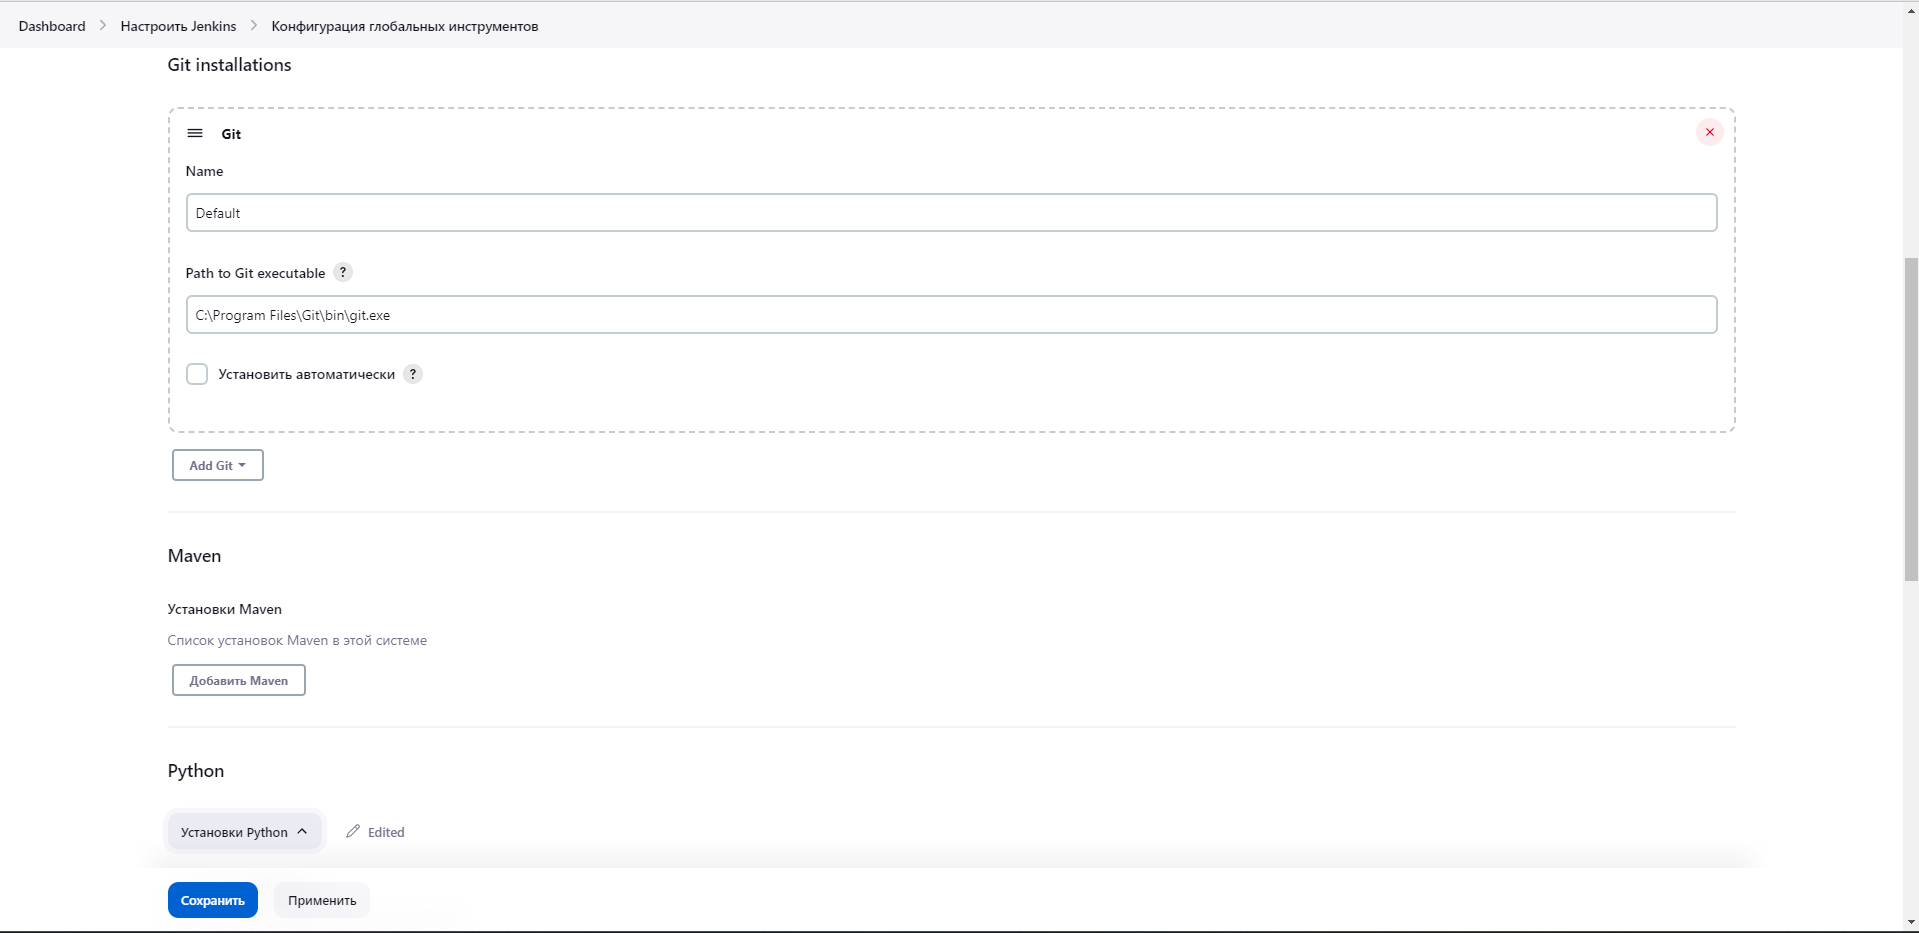 Dashboard > Настроить Jenkins > Конфигурация глобальных инструментов
Git installations
Git
Name
Default
Path to Git executable ?
C:\Program Files\Git\bin\git.exe
Установить автоматически ?
Add Git
Maven
Установки Maven
Список установок Maven в этой системе
Добавить Maven
Python
Установки Python
Edited
Сохранить
Применить